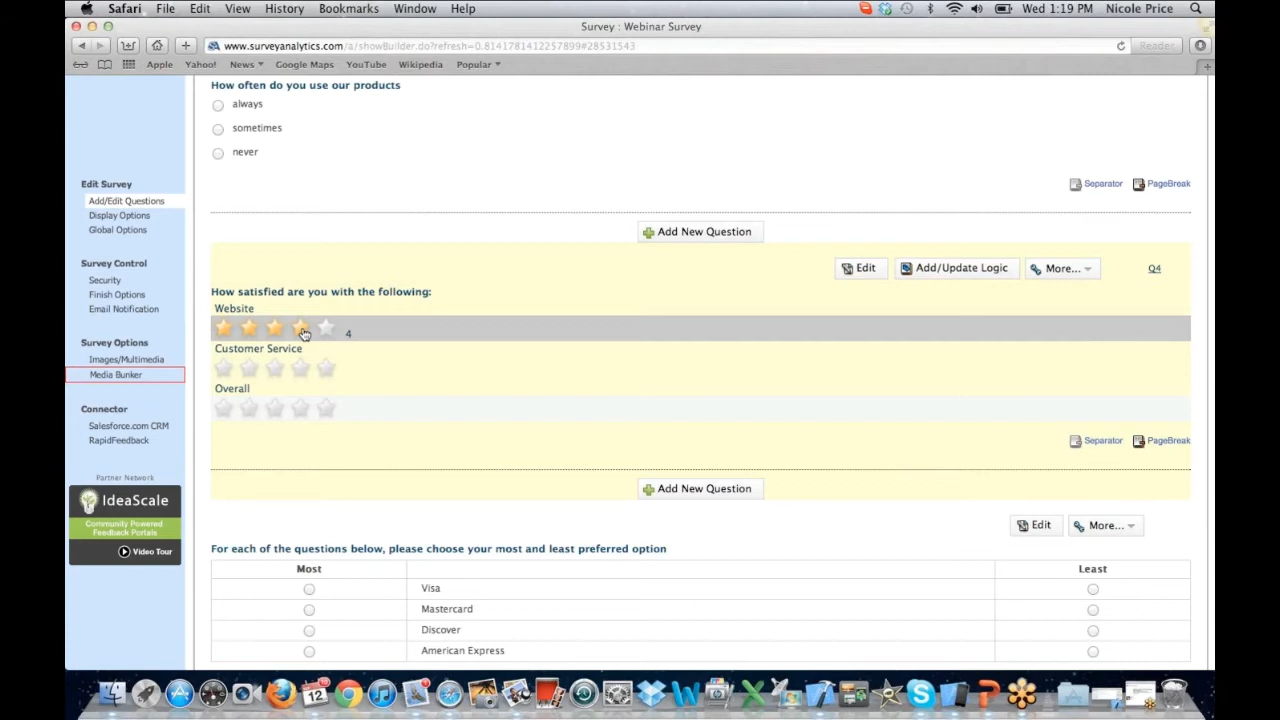 Safari File Edit View History Bookmarks Window Help Wed 1:19 PM Nicole Price
Survey : Webinar Survey
www.surveyanalytics.com/a/showBuilder.do?refresh=0.8141781412257899#28531543 Reader
Apple Yahoo! News Google Maps YouTube Wikipedia Popular
How often do you use our products
always
sometimes
never
Separator PageBreak
Edit Survey
Add/Edit Questions
Display Options
Global Options
Survey Control
Security
Finish Options
Email Notification
Survey Options
Images/Multimedia
Media Bunker
Connector
Salesforce.com CRM
RapidFeedback
Partner Network
IdeaScale
Community Powered
Feedback Portals
Video Tour
Add New Question
Edit Add/Update Logic More... Q4
How satisfied are you with the following:
Website
4
Customer Service
Overall
Separator PageBreak
Add New Question
Edit More...
For each of the questions below, please choose your most and least preferred option
Most Least
Visa
Mastercard
Discover
American Express